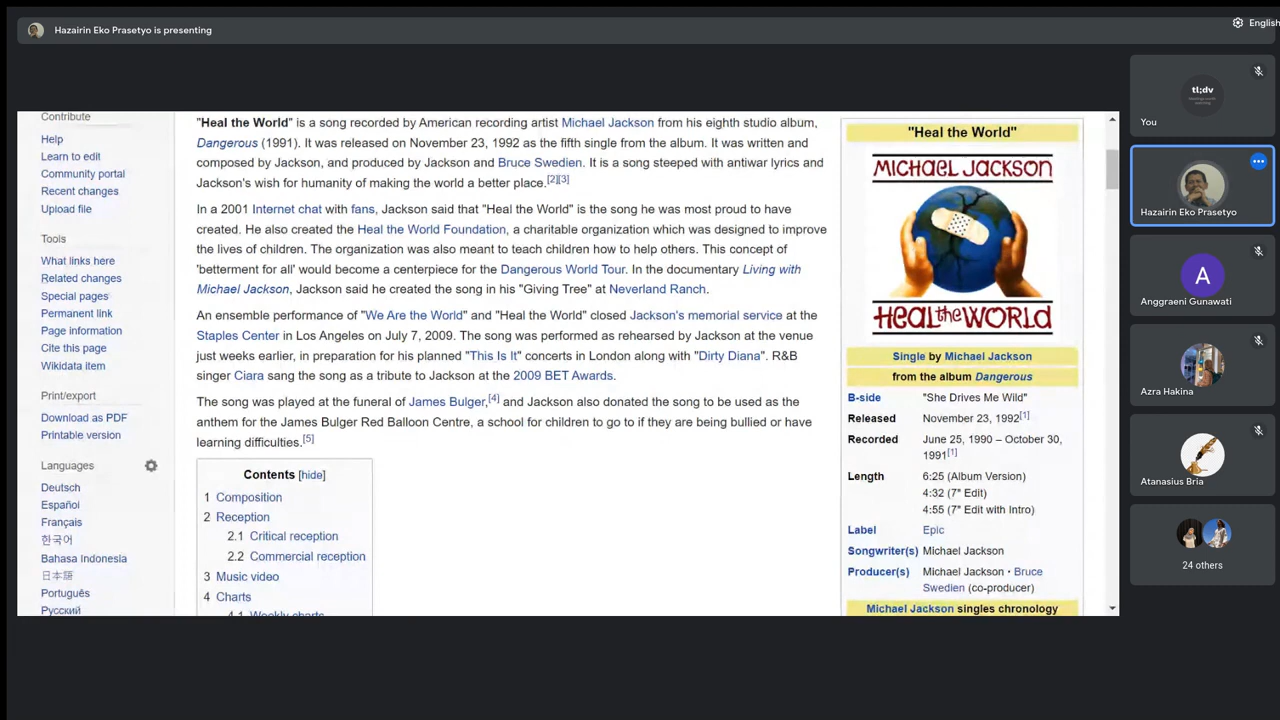 Hazairin Eko Prasetyo is presenting
English
Contribute
Help
Learn to edit
Community portal
Recent changes
Upload file
Tools
What links here
Related changes
Special pages
Permanent link
Page information
Cite this page
Wikidata item
Print/export
Download as PDF
Printable version
Languages
Deutsch
Español
Français
한국어
Bahasa Indonesia
日本語
Português
Русский
"Heal the World" is a song recorded by American recording artist Michael Jackson from his eighth studio album,
Dangerous (1991). It was released on November 23, 1992 as the fifth single from the album. It was written and
composed by Jackson, and produced by Jackson and Bruce Swedien. It is a song steeped with antiwar lyrics and
Jackson's wish for humanity of making the world a better place.[2][3]
In a 2001 Internet chat with fans, Jackson said that "Heal the World" is the song he was most proud to have
created. He also created the Heal the World Foundation, a charitable organization which was designed to improve
the lives of children. The organization was also meant to teach children how to help others. This concept of
'betterment for all' would become a centerpiece for the Dangerous World Tour. In the documentary Living with
Michael Jackson, Jackson said he created the song in his "Giving Tree" at Neverland Ranch.
An ensemble performance of "We Are the World" and "Heal the World" closed Jackson's memorial service at the
Staples Center in Los Angeles on July 7, 2009. The song was performed as rehearsed by Jackson at the venue
just weeks earlier, in preparation for his planned "This Is It" concerts in London along with "Dirty Diana". R&B
singer Ciara sang the song as a tribute to Jackson at the 2009 BET Awards.
The song was played at the funeral of James Bulger,[4] and Jackson also donated the song to be used as the
anthem for the James Bulger Red Balloon Centre, a school for children to go to if they are being bullied or have
learning difficulties.[5]
Contents [hide]
1 Composition
2 Reception
2.1 Critical reception
2.2 Commercial reception
3 Music video
4 Charts
4.1 Weekly charts
"Heal the World"
MICHAEL JACKSON
HEAL the WORLD
Single by Michael Jackson
from the album Dangerous
B-side "She Drives Me Wild"
Released November 23, 1992[1]
Recorded June 25, 1990 – October 30,
1991[1]
Length 6:25 (Album Version)
4:32 (7" Edit)
4:55 (7" Edit with Intro)
Label Epic
Songwriter(s) Michael Jackson
Producer(s) Michael Jackson · Bruce
Swedien (co-producer)
Michael Jackson singles chronology
tl;dv
You
Hazairin Eko Prasetyo
A
Anggraeni Gunawati
Azra Hakina
Atanasius Bria
24 others